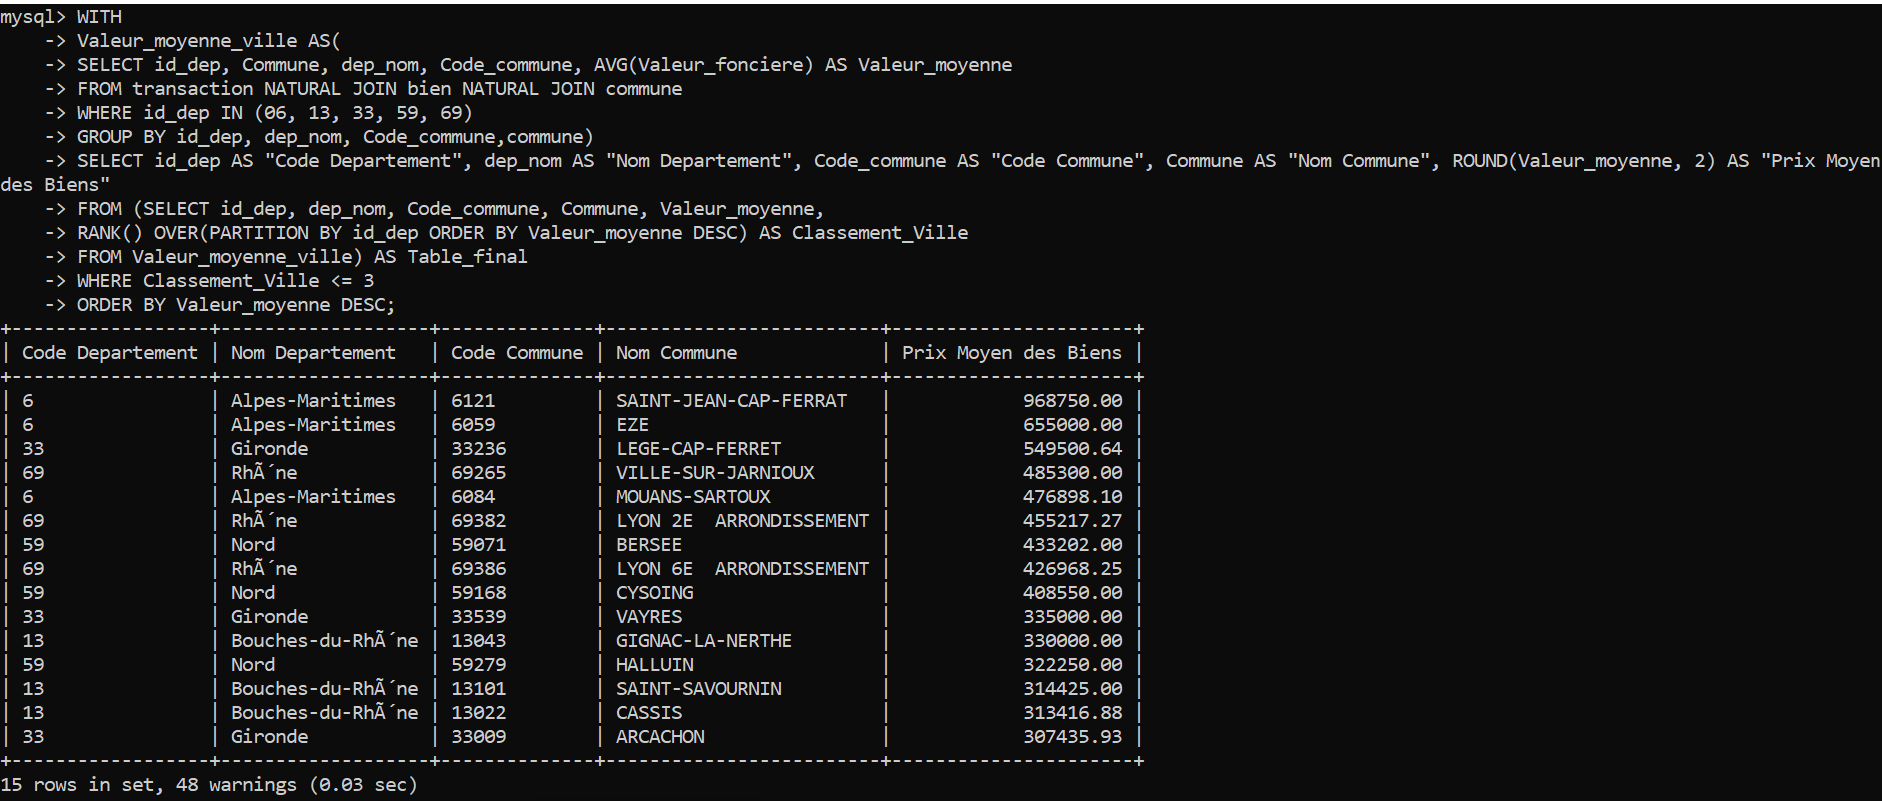 mysql> WITH
    -> Valeur_moyenne_ville AS(
    -> SELECT id_dep, Commune, dep_nom, Code_commune, AVG(Valeur_fonciere) AS Valeur_moyenne
    -> FROM transaction NATURAL JOIN bien NATURAL JOIN commune
    -> WHERE id_dep IN (06, 13, 33, 59, 69)
    -> GROUP BY id_dep, dep_nom, Code_commune,commune)
    -> SELECT id_dep AS "Code Departement", dep_nom AS "Nom Departement", Code_commune AS "Code Commune", Commune AS "Nom Commune", ROUND(Valeur_moyenne, 2) AS "Prix Moyen
des Biens"
    -> FROM (SELECT id_dep, dep_nom, Code_commune, Commune, Valeur_moyenne,
    -> RANK() OVER(PARTITION BY id_dep ORDER BY Valeur_moyenne DESC) AS Classement_Ville
    -> FROM Valeur_moyenne_ville) AS Table_final
    -> WHERE Classement_Ville <= 3
    -> ORDER BY Valeur_moyenne DESC;
+------------------+-------------------+--------------+-------------------------+----------------------+
| Code Departement | Nom Departement   | Code Commune | Nom Commune             | Prix Moyen des Biens |
+------------------+-------------------+--------------+-------------------------+----------------------+
| 6                | Alpes-Maritimes   | 6121         | SAINT-JEAN-CAP-FERRAT   |            968750.00 |
| 6                | Alpes-Maritimes   | 6059         | EZE                     |            655000.00 |
| 33               | Gironde           | 33236        | LEGE-CAP-FERRET         |            549500.64 |
| 69               | RhÃ´ne            | 69265        | VILLE-SUR-JARNIOUX      |            485300.00 |
| 6                | Alpes-Maritimes   | 6084         | MOUANS-SARTOUX          |            476898.10 |
| 69               | RhÃ´ne            | 69382        | LYON 2E  ARRONDISSEMENT |            455217.27 |
| 59               | Nord              | 59071        | BERSEE                  |            433202.00 |
| 69               | RhÃ´ne            | 69386        | LYON 6E  ARRONDISSEMENT |            426968.25 |
| 59               | Nord              | 59168        | CYSOING                 |            408550.00 |
| 33               | Gironde           | 33539        | VAYRES                  |            335000.00 |
| 13               | Bouches-du-RhÃ´ne | 13043        | GIGNAC-LA-NERTHE        |            330000.00 |
| 59               | Nord              | 59279        | HALLUIN                 |            322250.00 |
| 13               | Bouches-du-RhÃ´ne | 13101        | SAINT-SAVOURNIN         |            314425.00 |
| 13               | Bouches-du-RhÃ´ne | 13022        | CASSIS                  |            313416.88 |
| 33               | Gironde           | 33009        | ARCACHON                |            307435.93 |
+------------------+-------------------+--------------+-------------------------+----------------------+
15 rows in set, 48 warnings (0.03 sec)